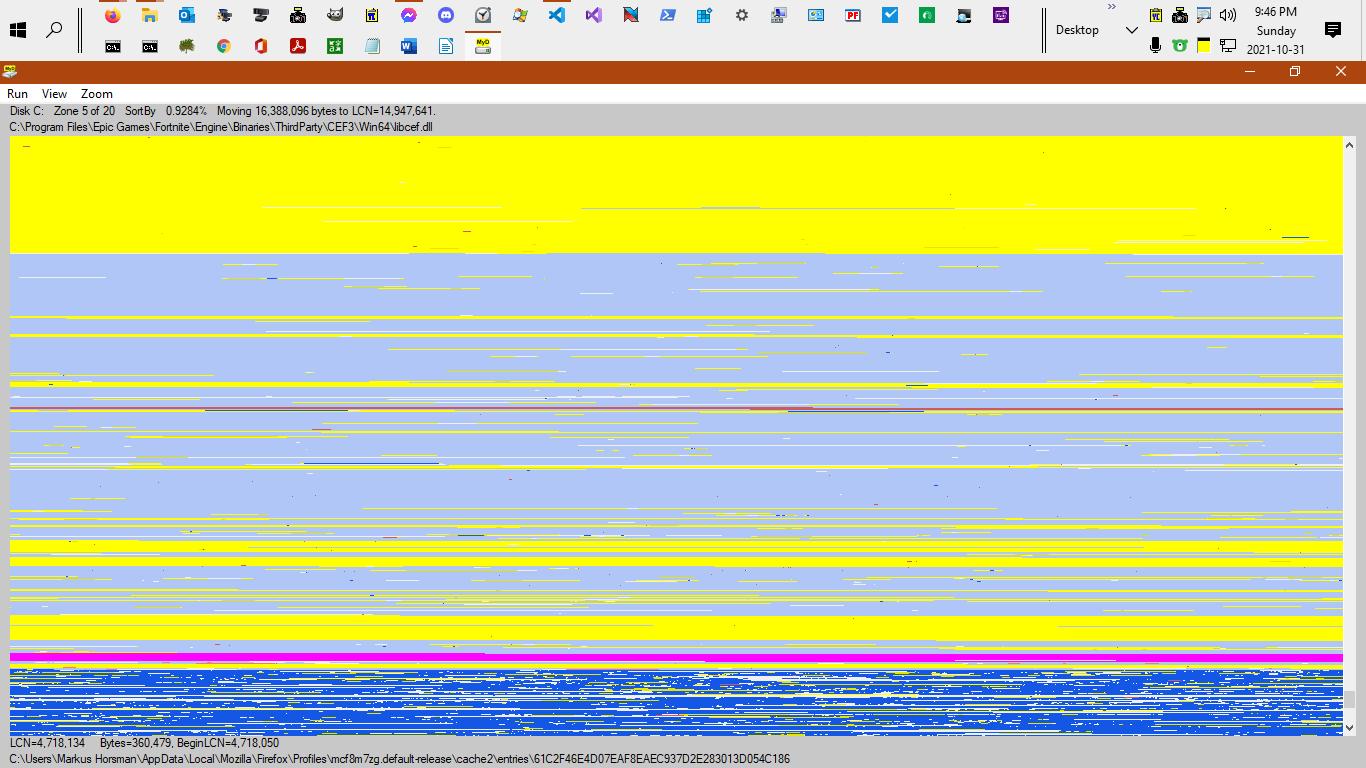 9:46 PM
Desktop
Sunday
2021-10-31
MyD
Run View Zoom
Disk C: Zone 5 of 20 SortBy 0.9284% Moving 16,388,096 bytes to LCN=14,947,641.
C:\Program Files\Epic Games\Fortnite\Engine\Binaries\ThirdParty\CEF3\Win64\libcef.dll
LCN=4,718,134 Bytes=360,479, BeginLCN=4,718,050
C:\Users\Markus Horsman\AppData\Local\Mozilla\Firefox\Profiles\mcf8m7zg.default-release\cache2\entries\61C2F46E4D07EAF8EAEC937D2E283013D054C186